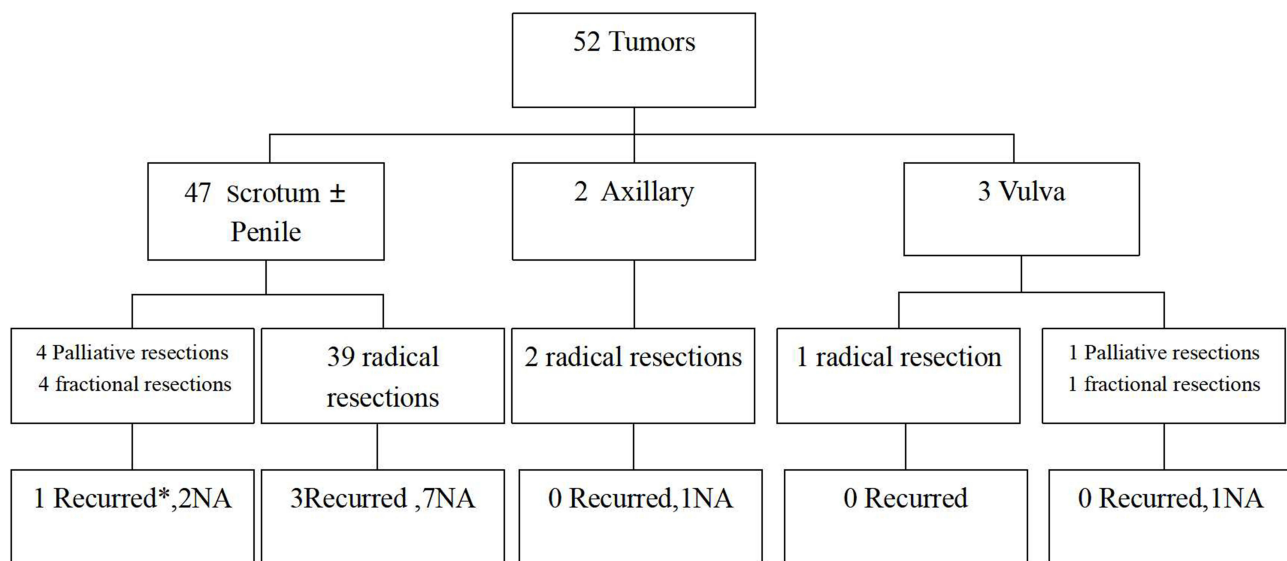 52 Tumors
47 Scrotum ±
Penile
2 Axillary
3 Vulva
4 Palliative resections
4 fractional resections
39 radical
resections
2 radical resections
1 radical resection
1 Palliative resections
1 fractional resections
1 Recurred*,2NA
3Recurred ,7NA
0 Recurred,1NA
0 Recurred
0 Recurred,1NA